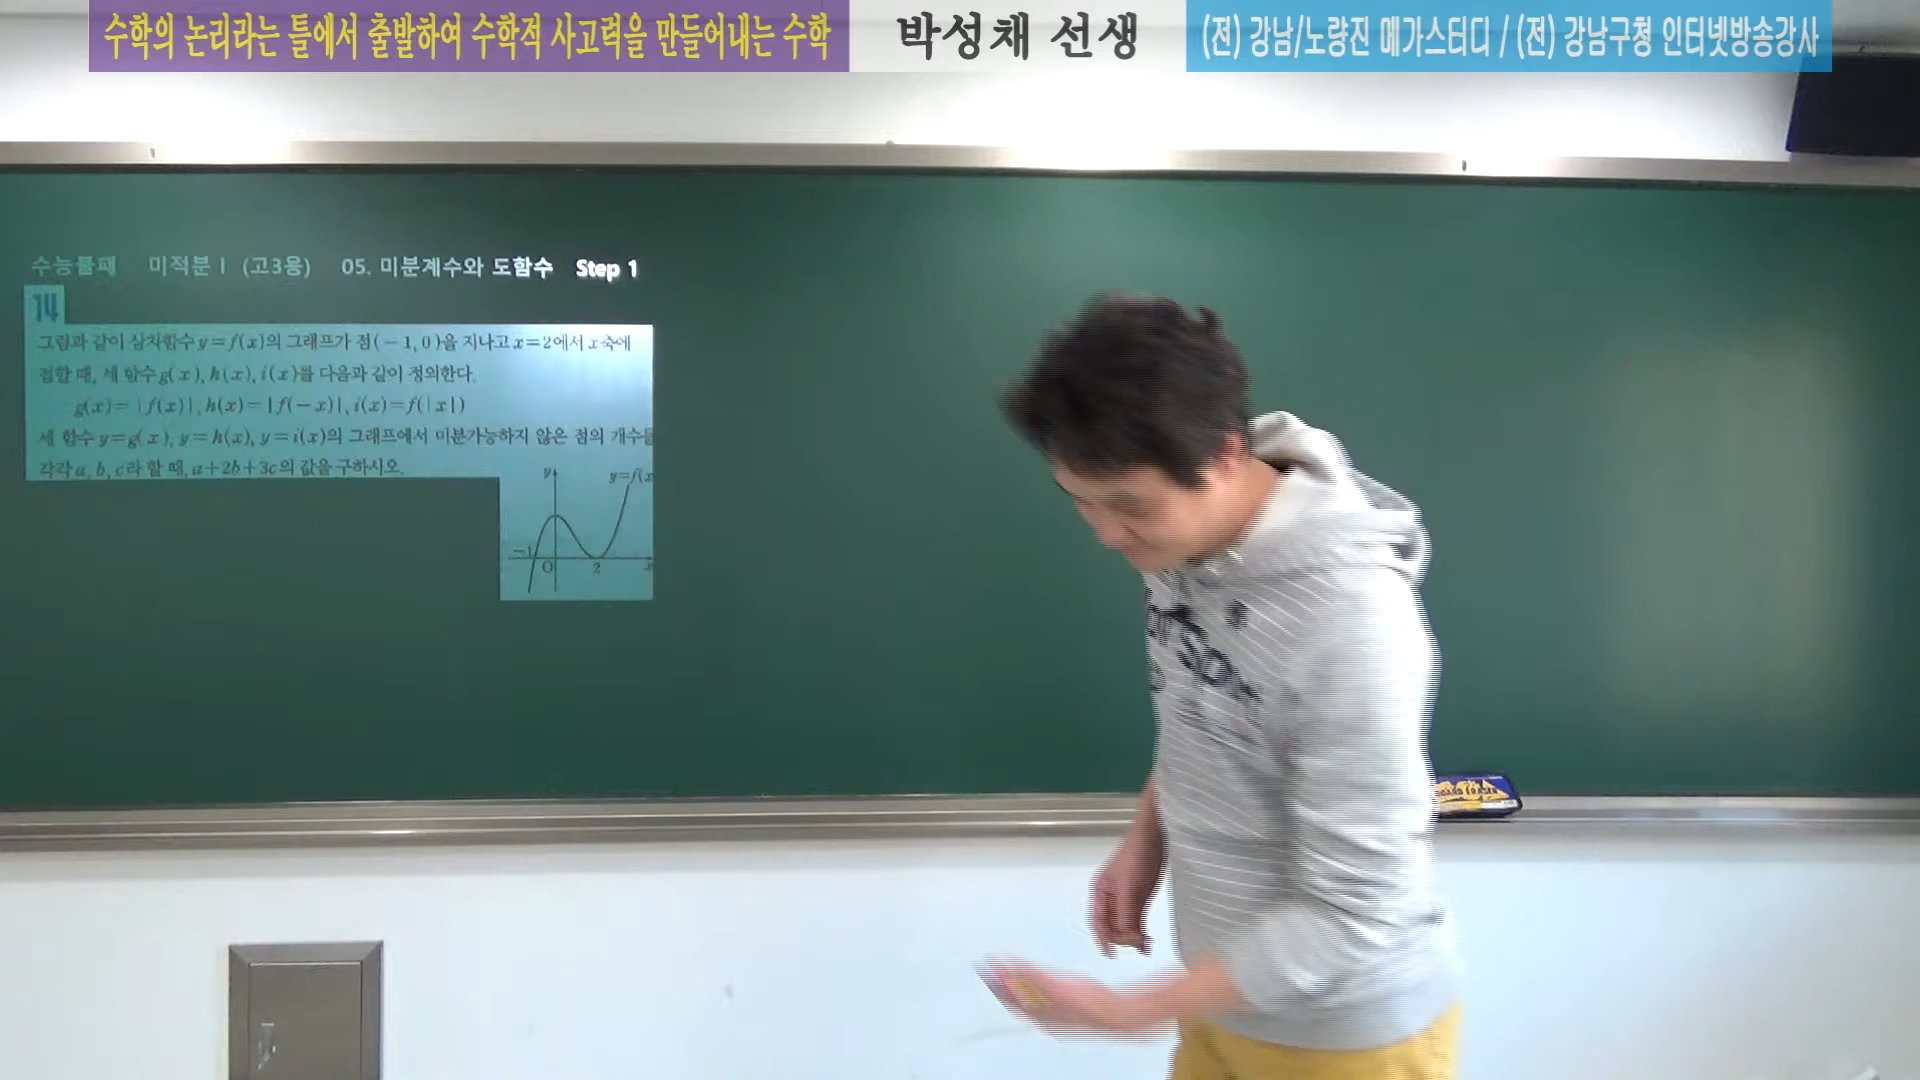 수학의 논리라는 틀에서 출발하여 수학적 사고력을 만들어내는 수학
박성채 선생
(전) 강남/노량진 메가스터디 / (전) 강남구청 인터넷방송강사
수능률패 미적분Ⅰ (고3용) 05. 미분계수와 도함수 Step 1
14
그림과 같이 삼차함수 y=f(x)의 그래프가 점(-1, 0)을 지나고 x=2에서 x축에
접할 때, 세 함수 g(x), h(x), i(x)를 다음과 같이 정의한다.
g(x)=|f(x)|, h(x)=|f(-x)|, i(x)=f(|x|)
세 함수 y=g(x), y=h(x), y=i(x)의 그래프에서 미분가능하지 않은 점의 개수를
각각 a, b, c라 할 때, a+2b+3c의 값을 구하시오.
y
y=f(x
-1
O
2
x
BOARD ERASER